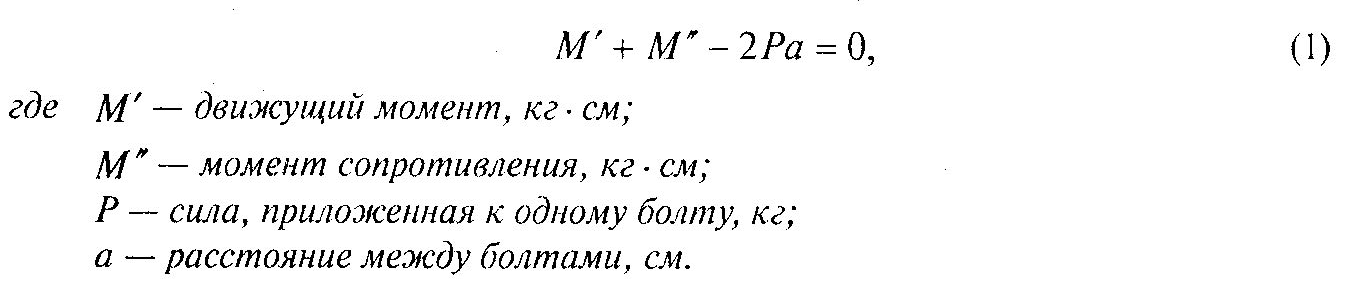 M′ + M″ – 2Pa = 0, (1)
где M′ — движущий момент, кг · см;
M″ — момент сопротивления, кг · см;
P — сила, приложенная к одному болту, кг;
a — расстояние между болтами, см.